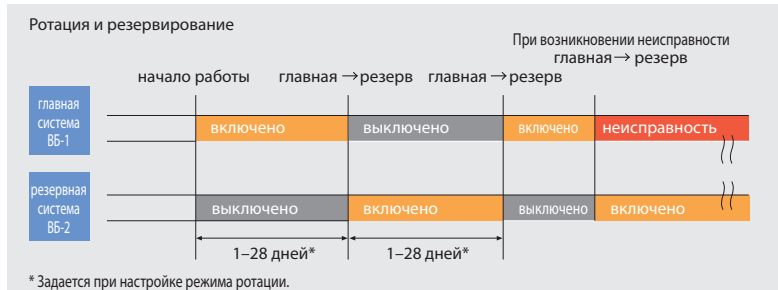 Ротация и резервирование
При возникновении неисправности
главная→ резерв
начало работы главная →резерв главная →резерв
главная
система
ВБ-1
включено выключено включено неисправность
резервная
система
ВБ-2
выключено включено выключено включено
1–28 дней* 1–28 дней*
* Задается при настройке режима ротации.